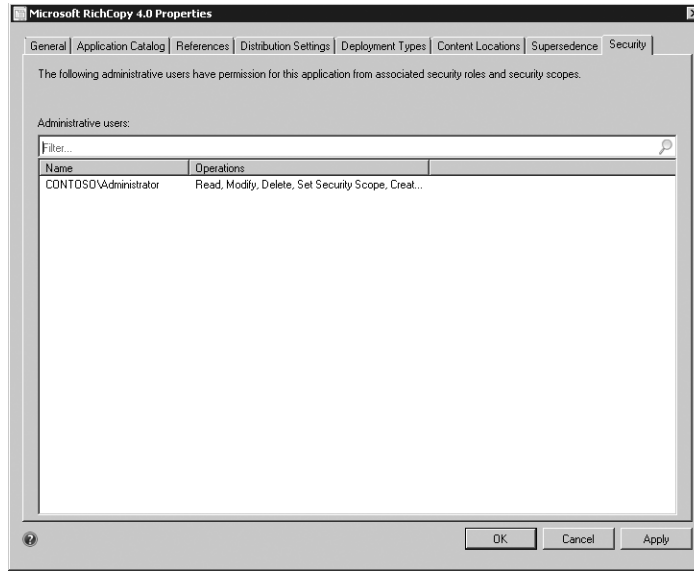 Microsoft RichCopy 4.0 Properties
General Application Catalog References Distribution Settings Deployment Types Content Locations Supersedence Security
The following administrative users have permission for this application from associated security roles and security scopes.
Administrative users:
Filter...
Name Operations
CONTOSO\Administrator Read, Modify, Delete, Set Security Scope, Creat...
OK Cancel Apply